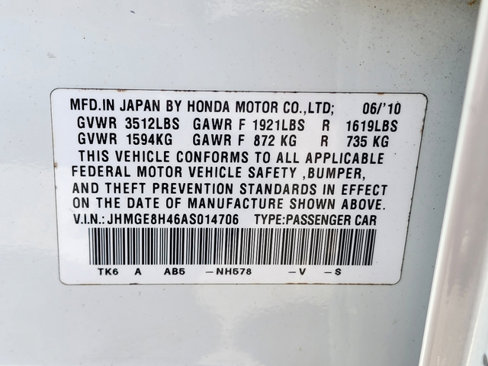 MFD.IN JAPAN BY HONDA MOTOR CO.,LTD; 06/'10
GVWR 3512LBS GAWR F 1921LBS R 1619LBS
GVWR 1594KG GAWR F 872 KG R 735 KG
THIS VEHICLE CONFORMS TO ALL APPLICABLE
FEDERAL MOTOR VEHICLE SAFETY ,BUMPER,
AND THEFT PREVENTION STANDARDS IN EFFECT
ON THE DATE OF MANUFACTURE SHOWN ABOVE.
V.I.N.: JHMGE8H46AS014706 TYPE:PASSENGER CAR
TK6 A AB5 -NH578 -V -S